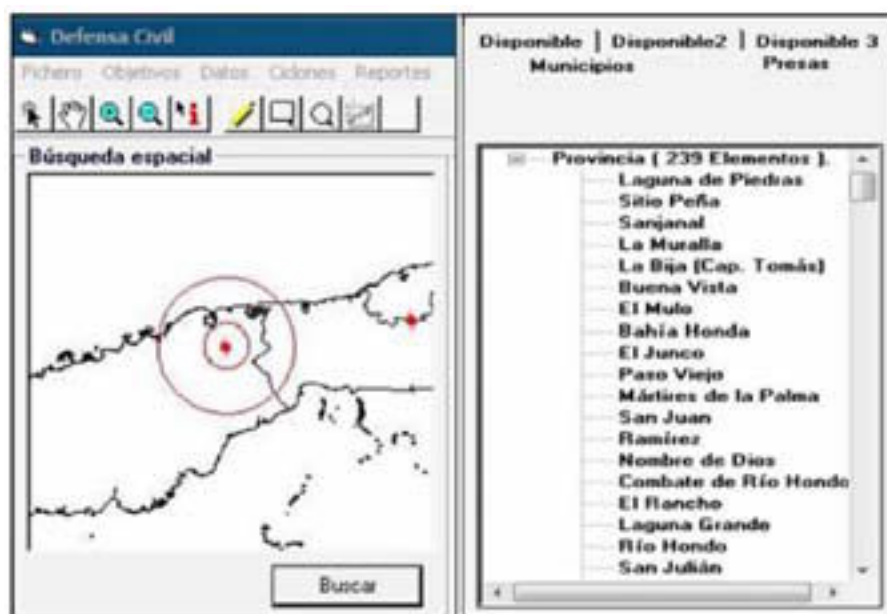 Defensa Civil
Fichero Objetivos Datos Ciclones Reportes
Búsqueda espacial
Buscar
Disponible | Disponible2 | Disponible 3
Municipios Presas
Provincia ( 239 Elementos ).
Laguna de Piedras
Sitio Peña
Sanjanal
La Muralla
La Bija (Cap. Tomás)
Buena Vista
El Mulo
Bahía Honda
El Junco
Paso Viejo
Mártires de la Palma
San Juan
Ramírez
Nombre de Dios
Combate de Río Hondo
El Rancho
Laguna Grande
Río Hondo
San Julián